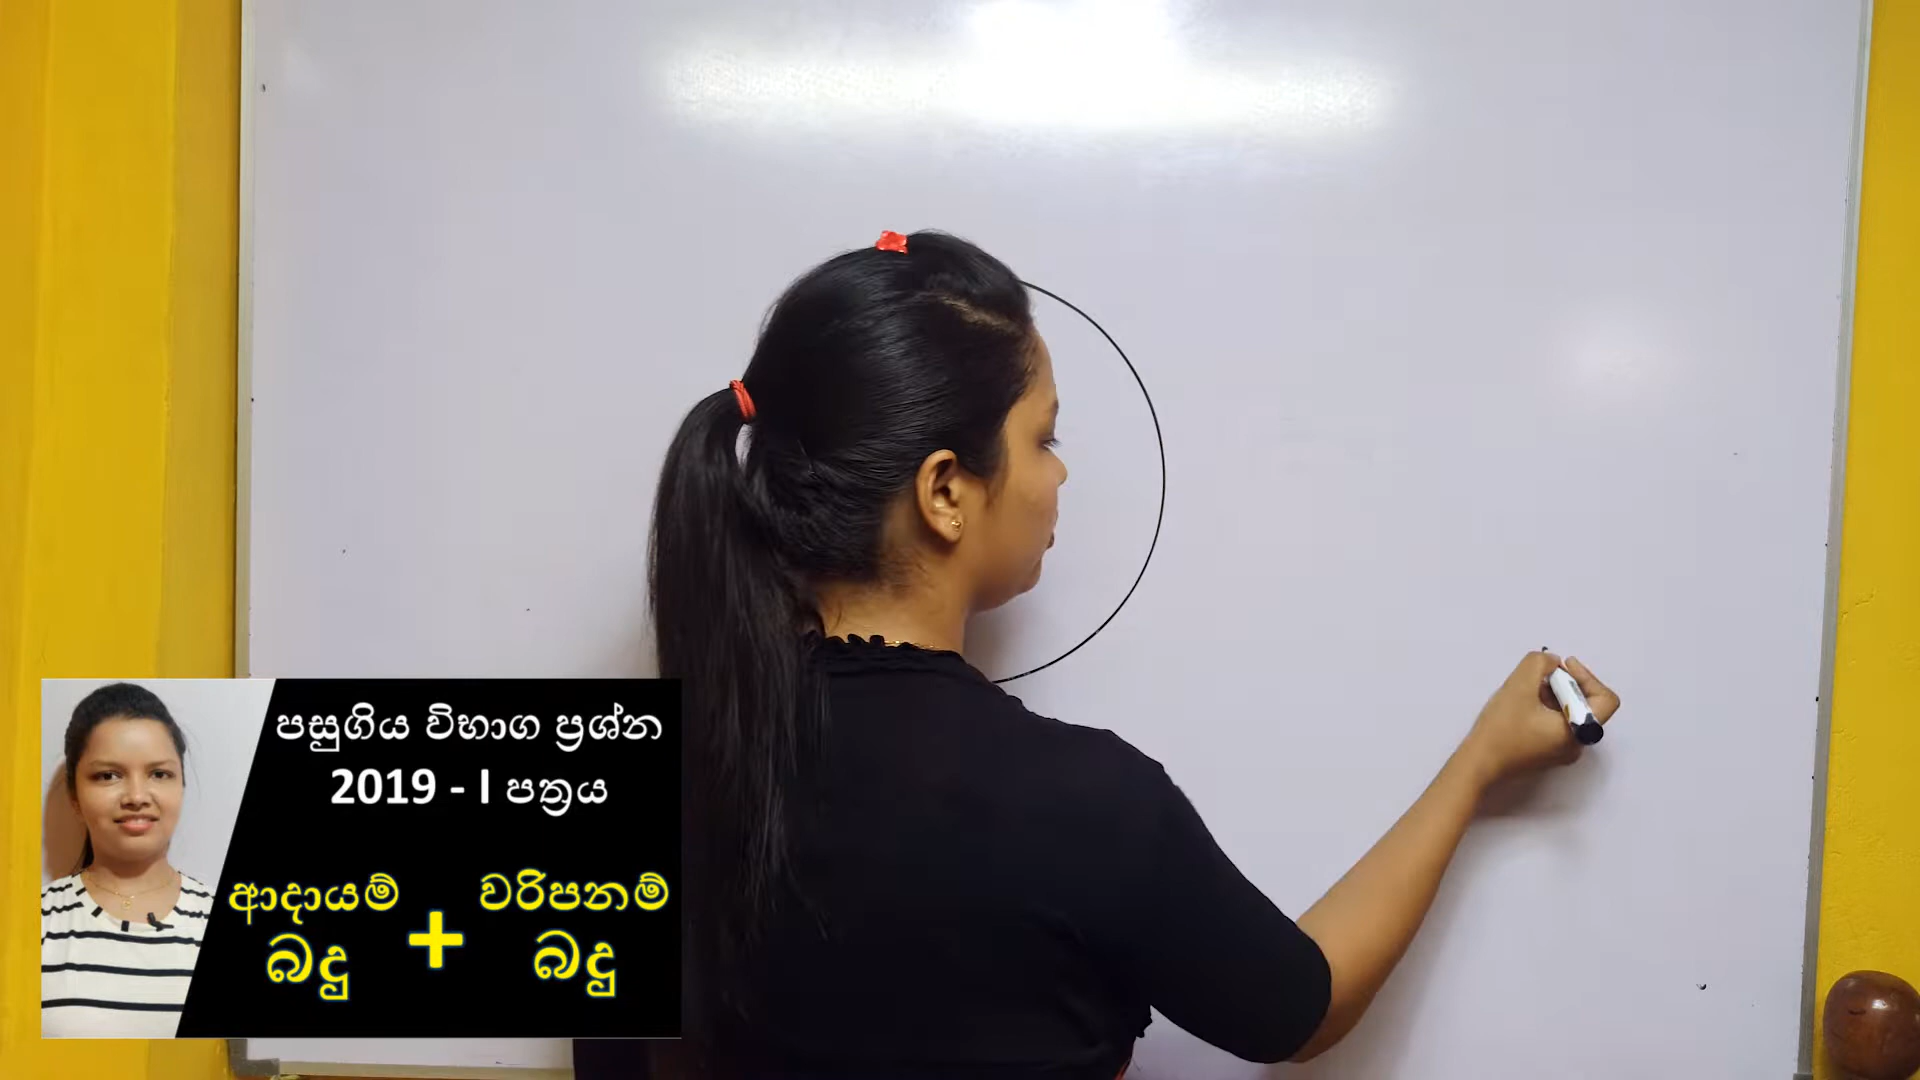 පසුගිය විභාග ප්‍රශ්න
2019 - I පත්‍රය
ආදායම් + වරිපනම්
බදු බදු